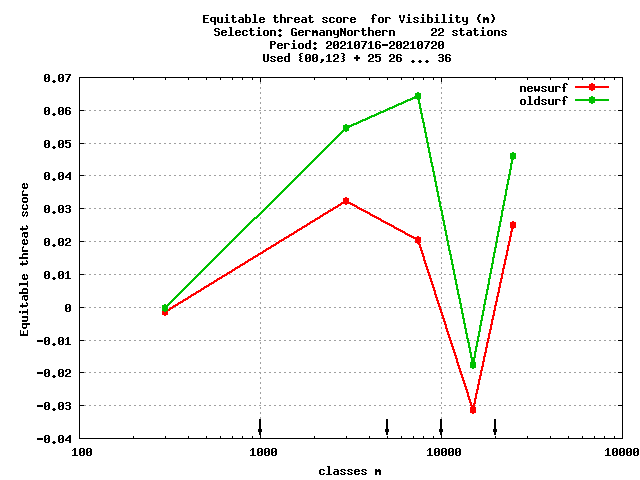 Equitable threat score  for Visibility (m)
Selection: GermanyNorthern     22 stations
Period: 20210716-20210720
Used {00,12} + 25 26 ... 36
newsurf
oldsurf
0.07
0.06
0.05
0.04
0.03
0.02
0.01
0
-0.01
-0.02
-0.03
-0.04
Equitable threat score
100 1000 10000 10000
classes m